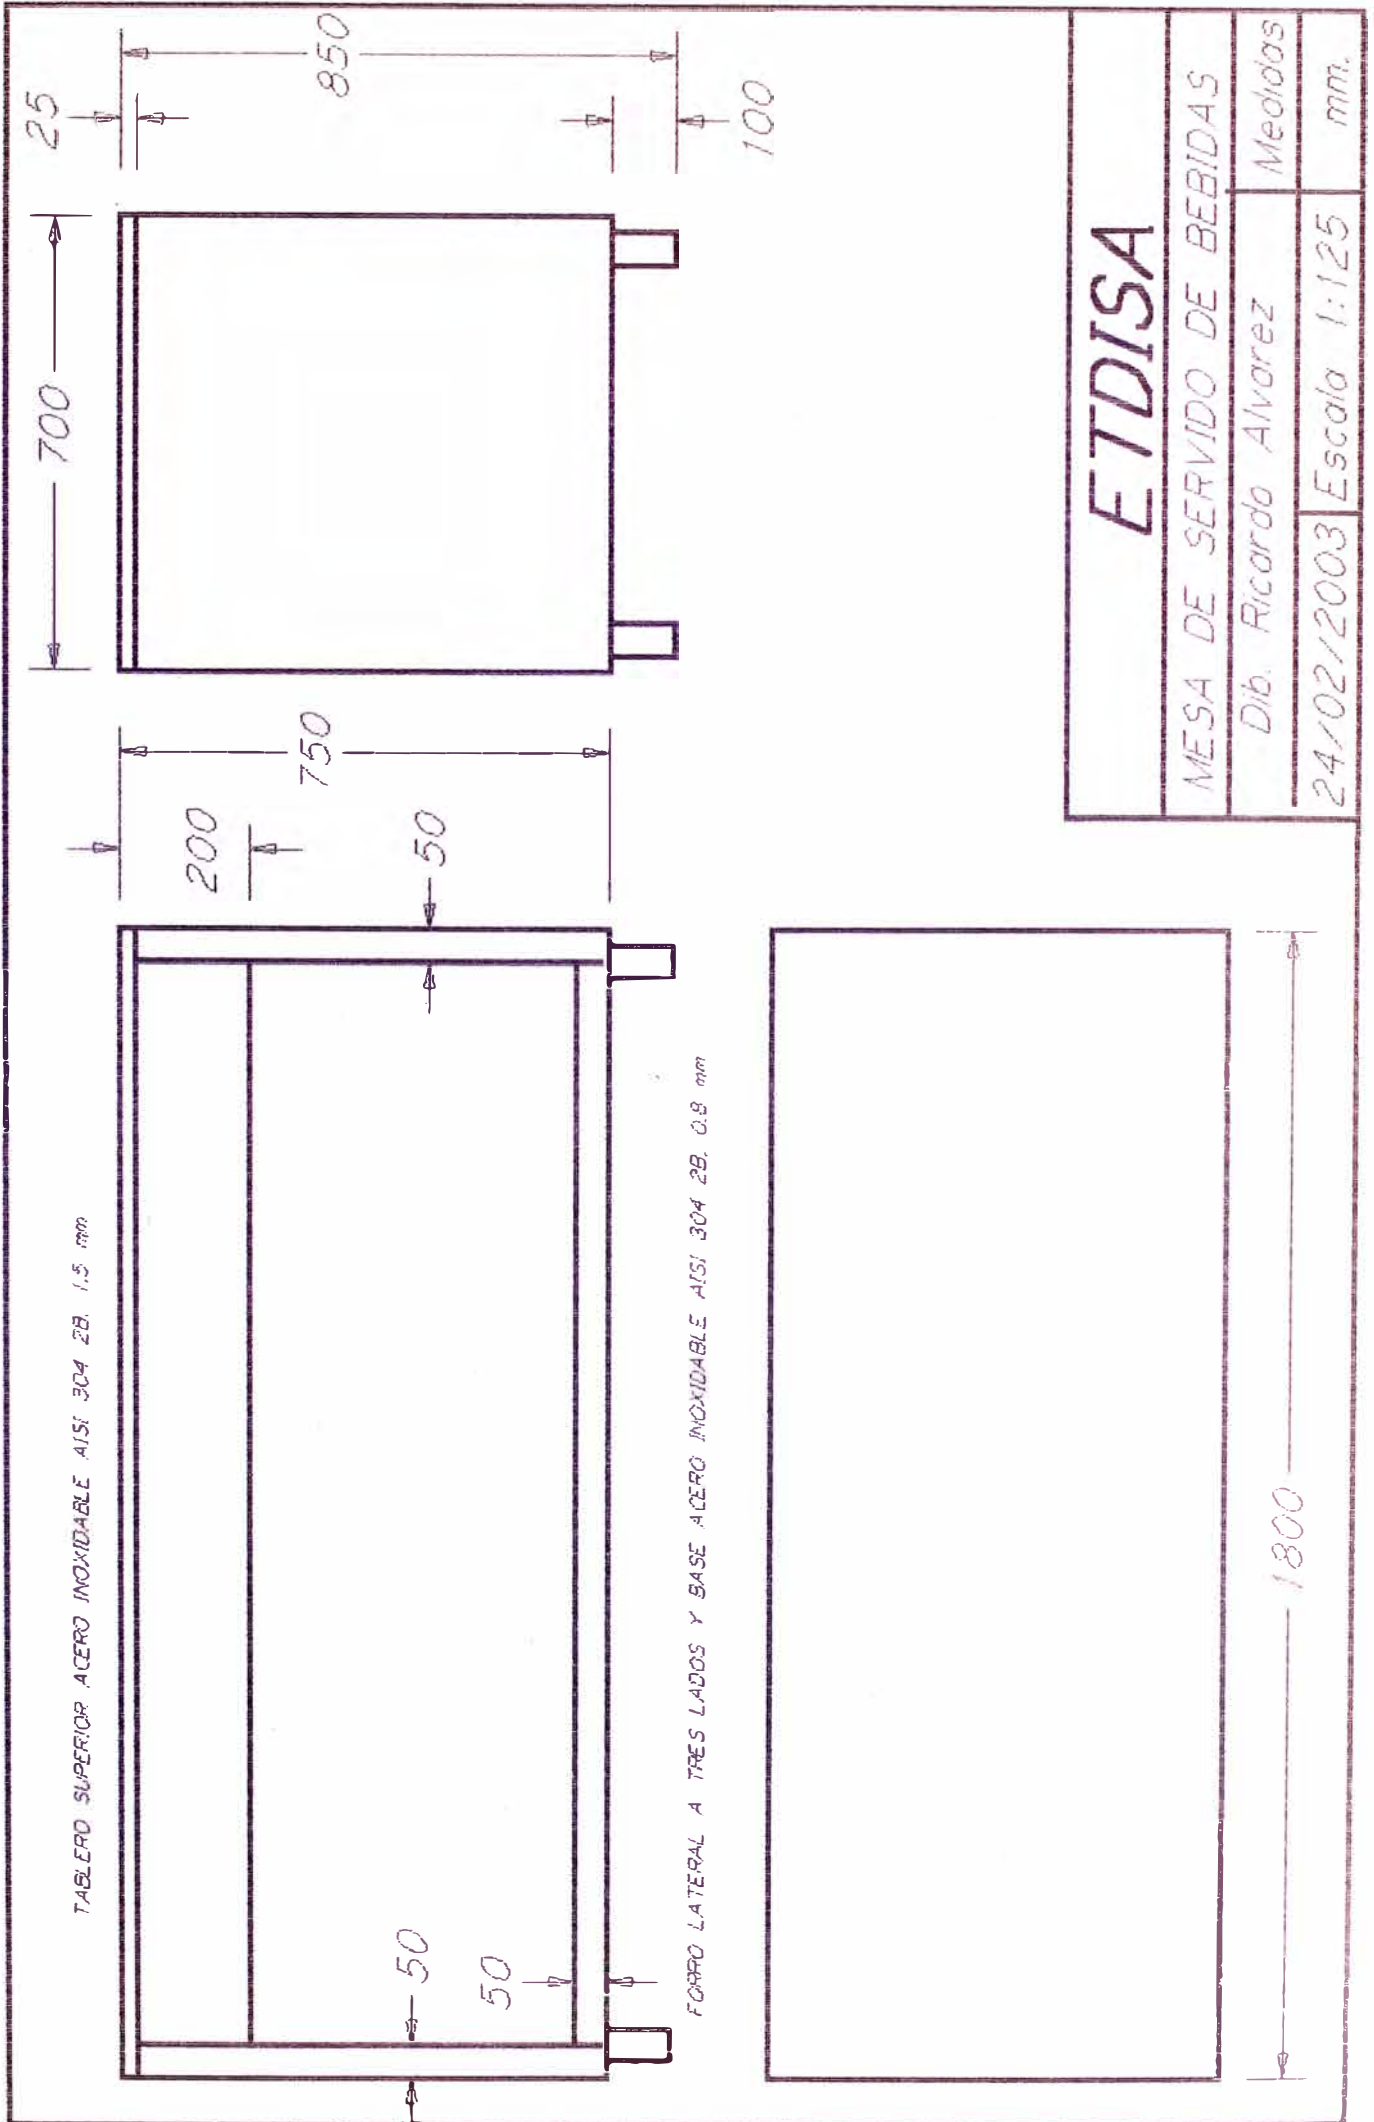 TABLERO SUPERIOR ACERO INOXIDABLE AISI 304 2B. 1.5 mm
700
25
850
100
200
750
50
50
50
FORRO LATERAL A TRES LADOS Y BASE ACERO INOXIDABLE AISI 304 2B. 0.8 mm
1800
ETDISA
MESA DE SERVIDO DE BEBIDAS
Dib. Ricardo Alvarez Medidas
24/02/2003 Escala 1:125 mm.